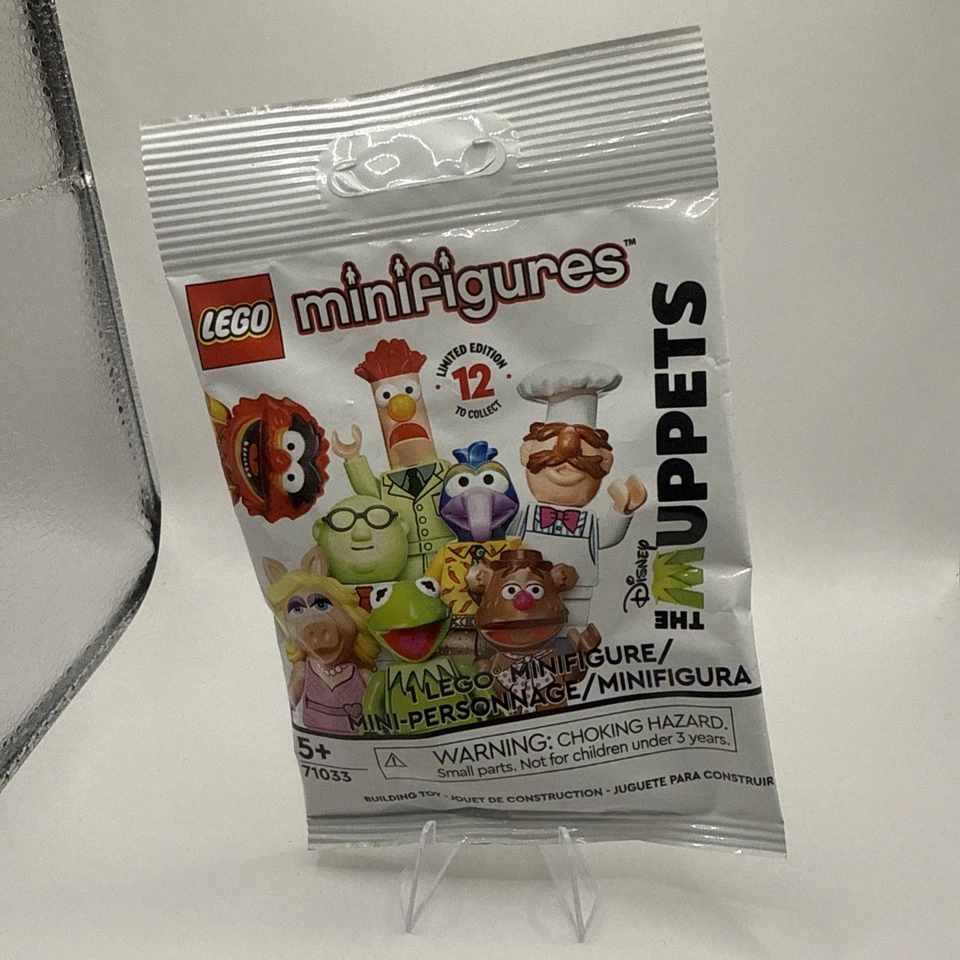 LEGO
minifigures™
LIMITED EDITION
12
TO COLLECT
Disney
THE MUPPETS
1 LEGO® MINIFIGURE/
MINI-PERSONNAGE/MINIFIGURA
5+
71033
WARNING: CHOKING HAZARD.
Small parts. Not for children under 3 years.
BUILDING TOY - JOUET DE CONSTRUCTION - JUGUETE PARA CONSTRUIR